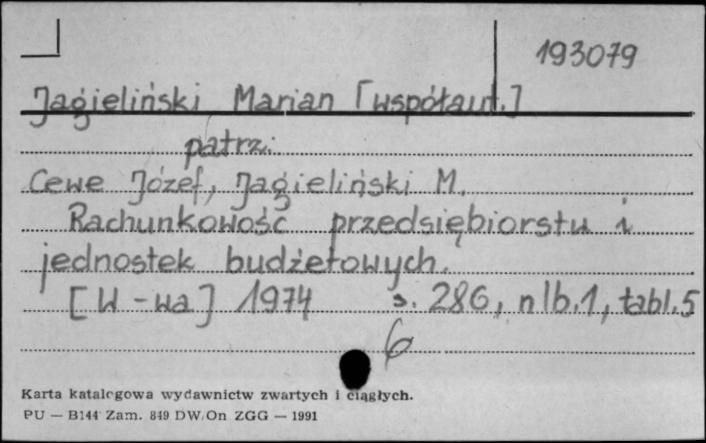 193079
Jagieliński Marian [współaut.]
patrz:
Cewe Józef, Jagieliński M.
Rachunkowość przedsiębiorstw i
jednostek budżetowych.
[W-wa] 1974 s. 286, nlb.1, tabl.5
6
Karta katalogowa wydawnictw zwartych i ciągłych.
PU — B144 Zam. 849 DW/On ZGG — 1991